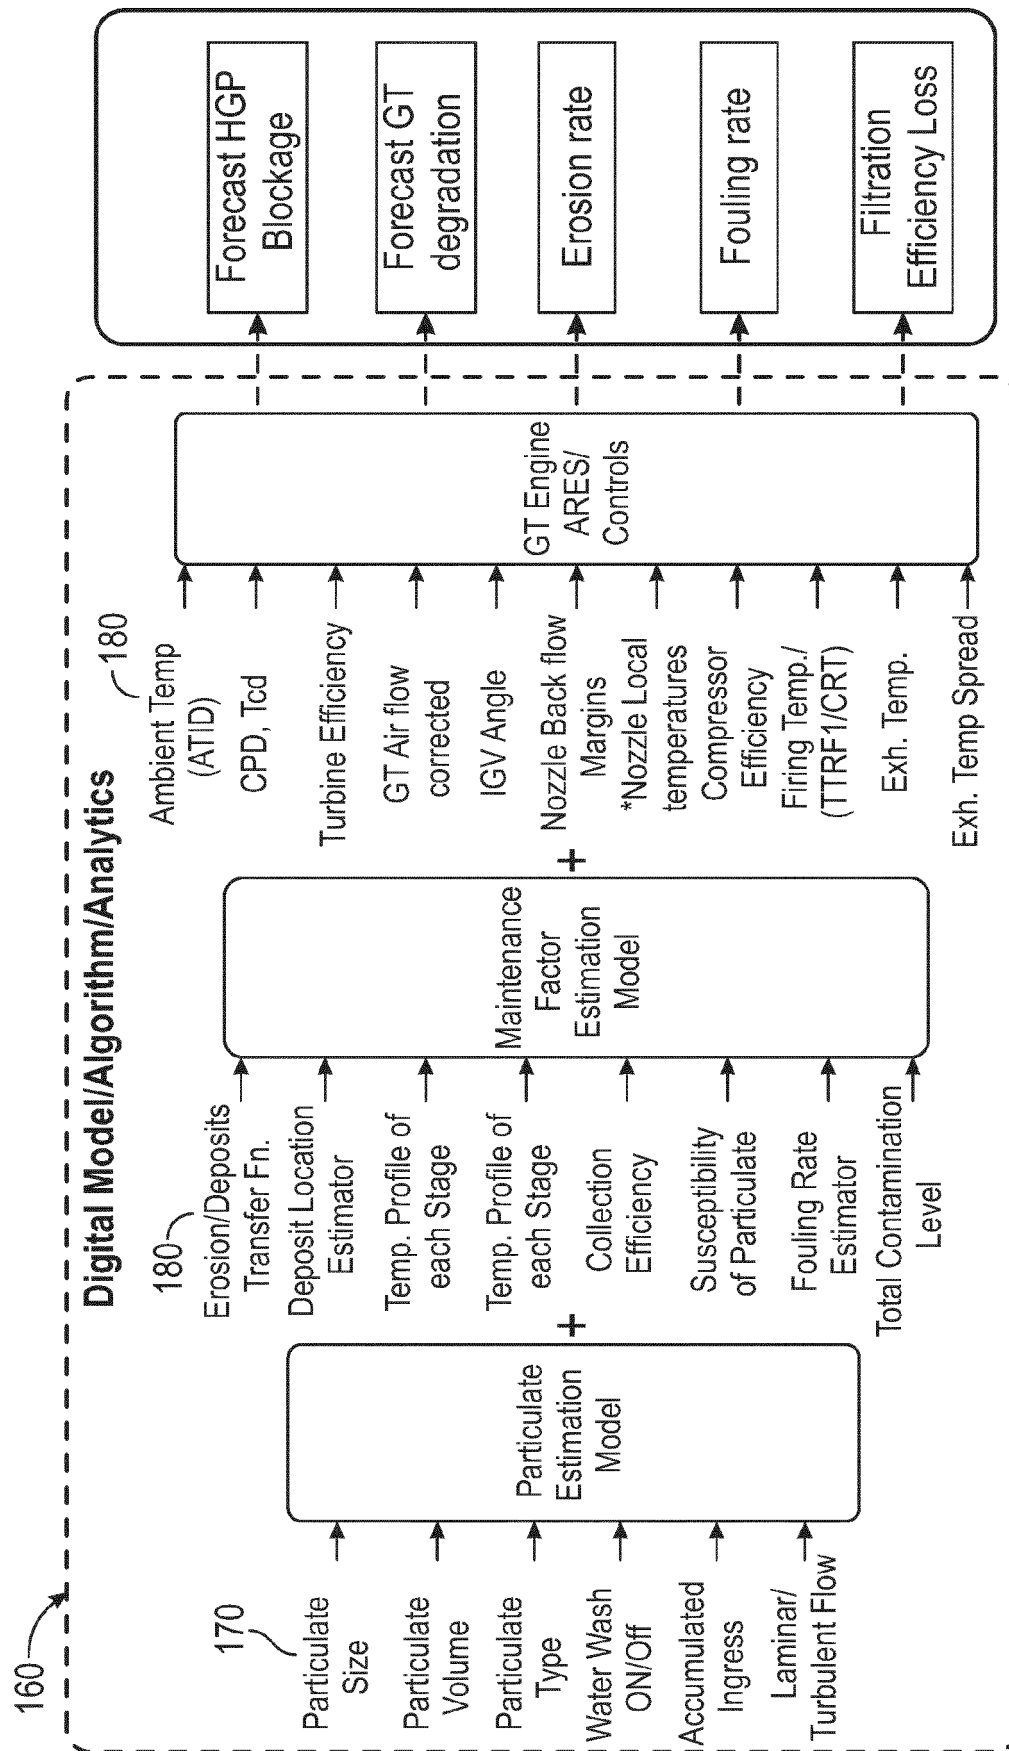 160
Digital Model/Algorithm/Analytics
170
Particulate
Size
Particulate
Volume
Particulate
Type
Water Wash
ON/Off
Accumulated
Ingress
Laminar/
Turbulent Flow
Particulate
Estimation
Model
+
180
Erosion/Deposits
Transfer Fn.
Deposit Location
Estimator
Temp. Profile of
each Stage
Temp. Profile of
each Stage
Collection
Efficiency
Susceptibility
of Particulate
Fouling Rate
Estimator
Total Contamination
Level
Maintenance
Factor
Estimation
Model
+
180
Ambient Temp
(ATID)
CPD, Tcd
Turbine Efficiency
GT Air flow
corrected
IGV Angle
Nozzle Back flow
Margins
*Nozzle Local
temperatures
Compressor
Efficiency
Firing Temp./
(TTRF1/CRT)
Exh. Temp.
Exh. Temp Spread
GT Engine
ARES/
Controls
Forecast HGP
Blockage
Forecast GT
degradation
Erosion rate
Fouling rate
Filtration
Efficiency Loss